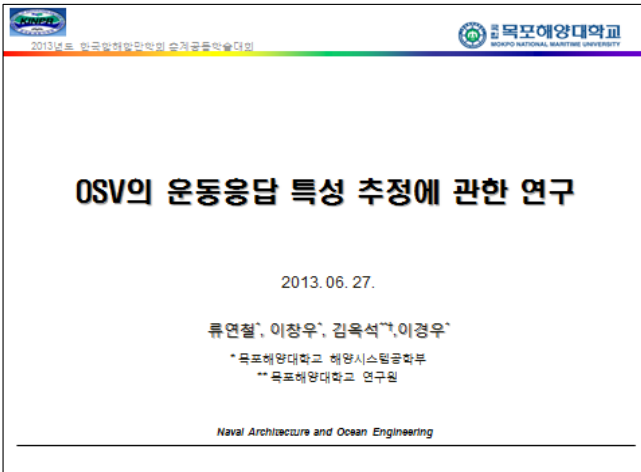 KINPR
2013년도 한국항해항만학회 춘계공동학술대회
국립 목포해양대학교
MOKPO NATIONAL MARITIME UNIVERSITY
OSV의 운동응답 특성 추정에 관한 연구
2013. 06. 27.
류연철*, 이창우*, 김옥석**†,이경우*
* 목포해양대학교 해양시스템공학부
** 목포해양대학교 연구원
Naval Architecture and Ocean Engineering